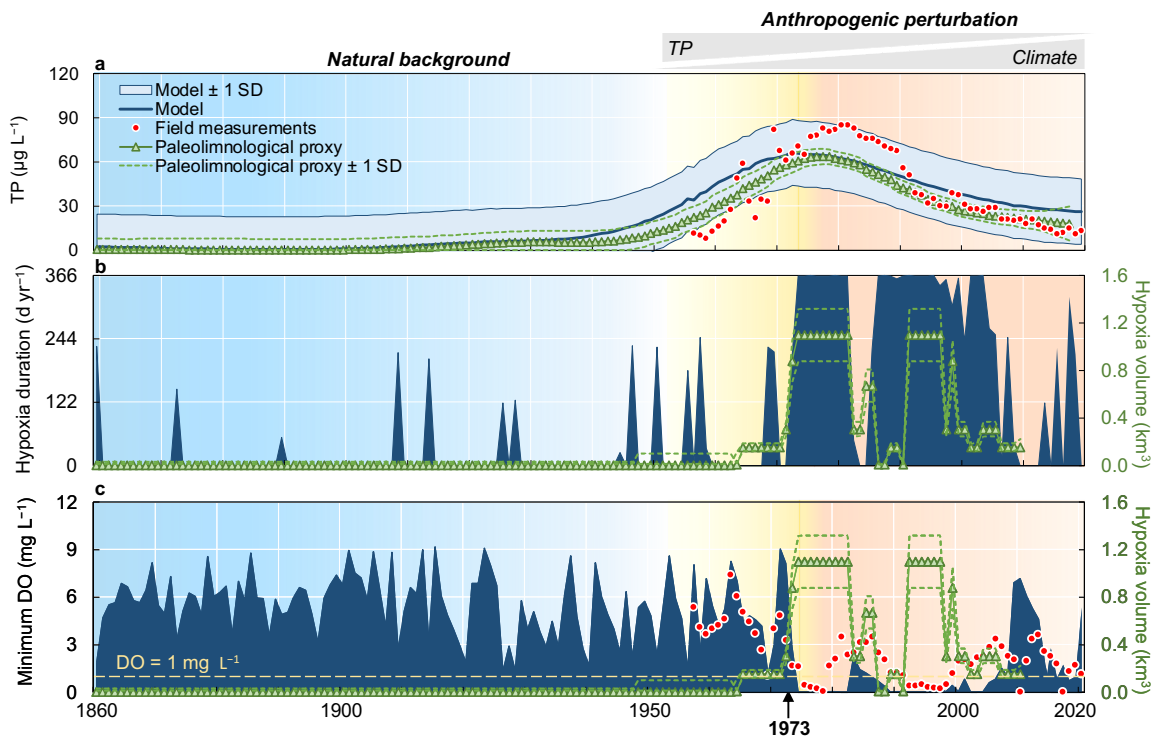 Anthropogenic perturbation
Natural background
TP
Climate
a
TP (µg L⁻¹)
120
90
60
30
0
Model ± 1 SD
Model
Field measurements
Paleolimnological proxy
Paleolimnological proxy ± 1 SD
b
Hypoxia duration (d yr⁻¹)
366
244
122
0
1.6
1.2
0.8
0.4
0.0
Hypoxia volume (km³)
c
Minimum DO (mg L⁻¹)
12
9
6
3
0
DO = 1 mg L⁻¹
1.6
1.2
0.8
0.4
0.0
Hypoxia volume (km³)
1860 1900 1950 2000 2020
1973